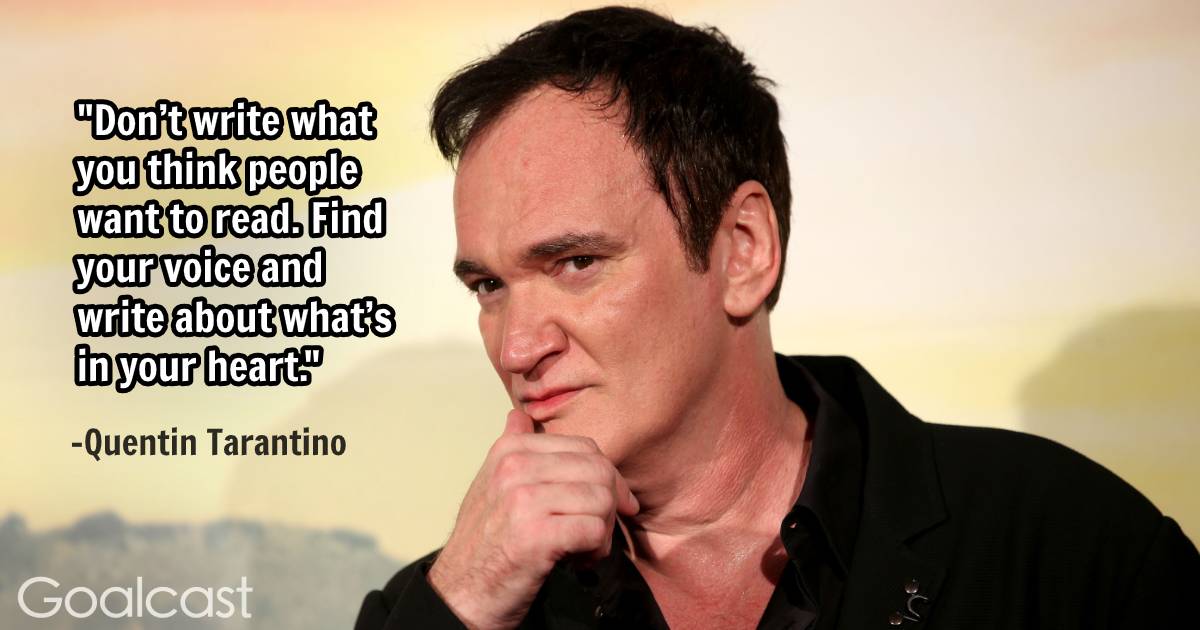 "Don’t write what
you think people
want to read. Find
your voice and
write about what’s
in your heart."
-Quentin Tarantino
Goalcast